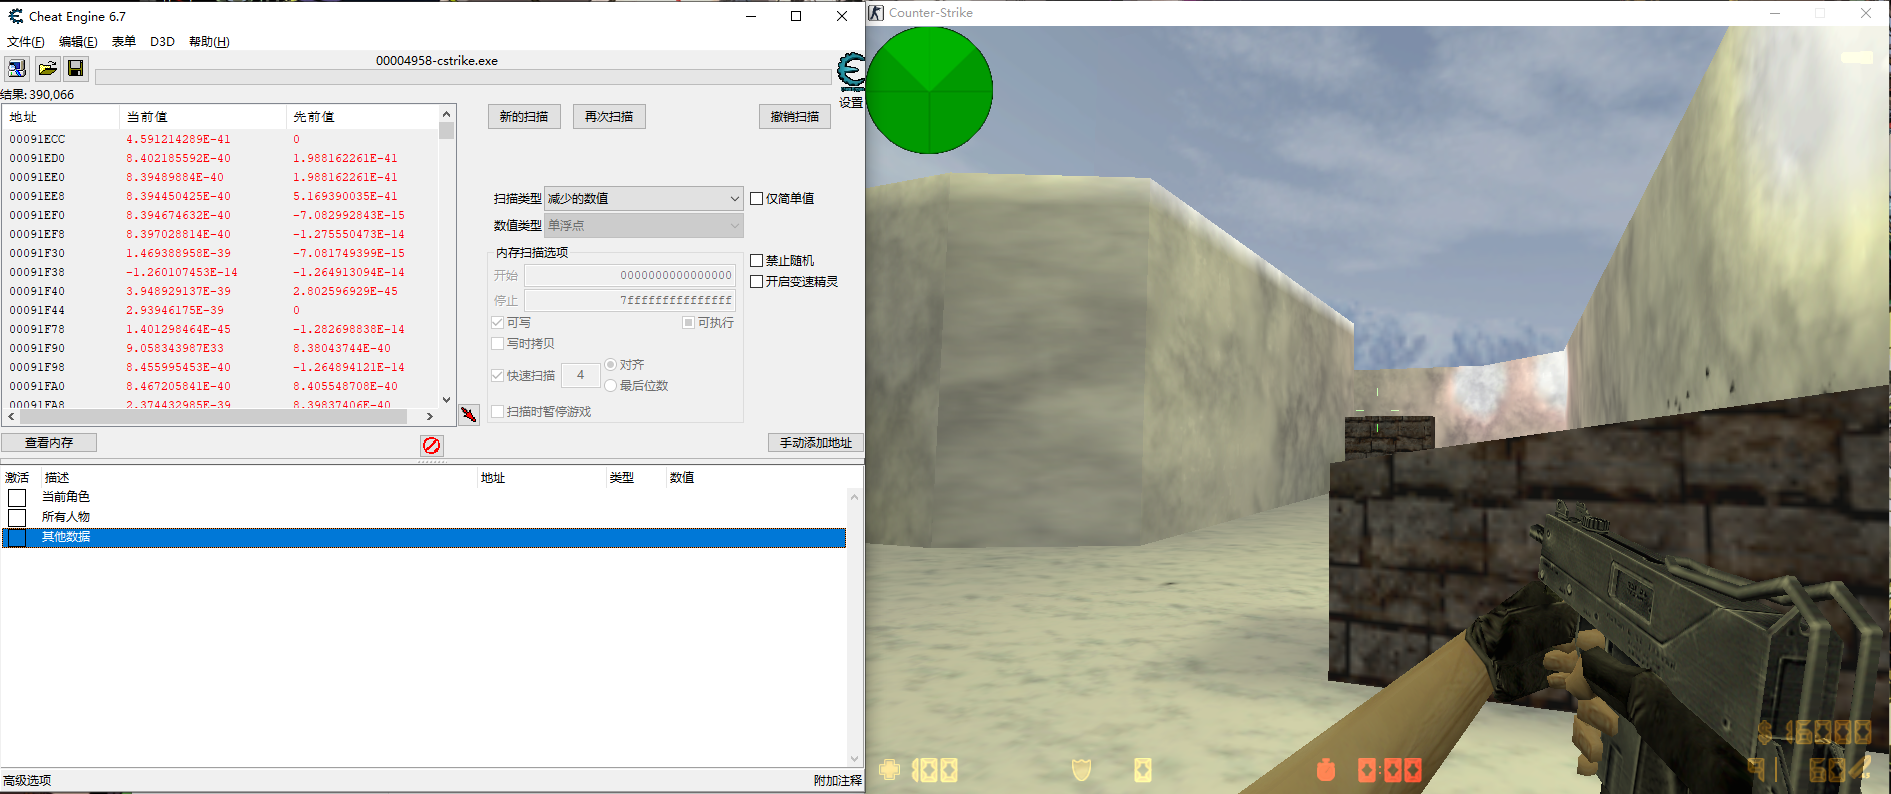 Cheat Engine 6.7
文件(F) 编辑(E) 表单 D3D 帮助(H)
00004958-cstrike.exe
结果: 390,066
设置
地址 当前值 先前值
00091ECC 4.591214289E-41 0
00091ED0 8.402185592E-40 1.988162261E-41
00091EE0 8.39489884E-40 1.988162261E-41
00091EE8 8.394450425E-40 5.169390035E-41
00091EF0 8.394674632E-40 -7.082992843E-15
00091EF8 8.397028814E-40 -1.275550473E-14
00091F30 1.469388958E-39 -7.081749399E-15
00091F38 -1.260107453E-14 -1.264913094E-14
00091F40 3.948929137E-39 2.802596929E-45
00091F44 2.93946175E-39 0
00091F78 1.401298464E-45 -1.282698838E-14
00091F90 9.058343987E33 8.38043744E-40
00091F98 8.455995453E-40 -1.264894121E-14
00091FA0 8.467205841E-40 8.405548708E-40
00091FA8 2.374432985E-39 8.39837406E-40
新的扫描 再次扫描 撤销扫描
扫描类型 减少的数值 仅简单值
数值类型 单浮点
内存扫描选项
开始 0000000000000000
停止 7fffffffffffffff
可写 可执行
写时拷贝
快速扫描 4 对齐
最后位数
扫描时暂停游戏
禁止随机
开启变速精灵
查看内存 手动添加地址
激活 描述 地址 类型 数值
当前角色
所有人物
其他数据
高级选项 附加注释
Counter-Strike
$ 16000
100 0 0:00 9| 60